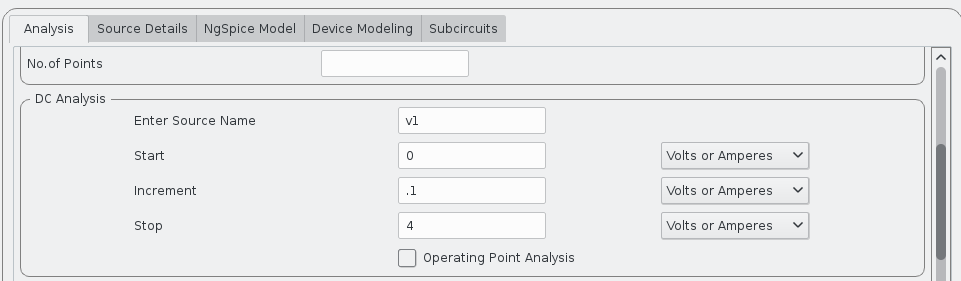 Analysis Source Details NgSpice Model Device Modeling Subcircuits
No.of Points
DC Analysis
Enter Source Name v1
Start 0 Volts or Amperes
Increment .1 Volts or Amperes
Stop 4 Volts or Amperes
Operating Point Analysis